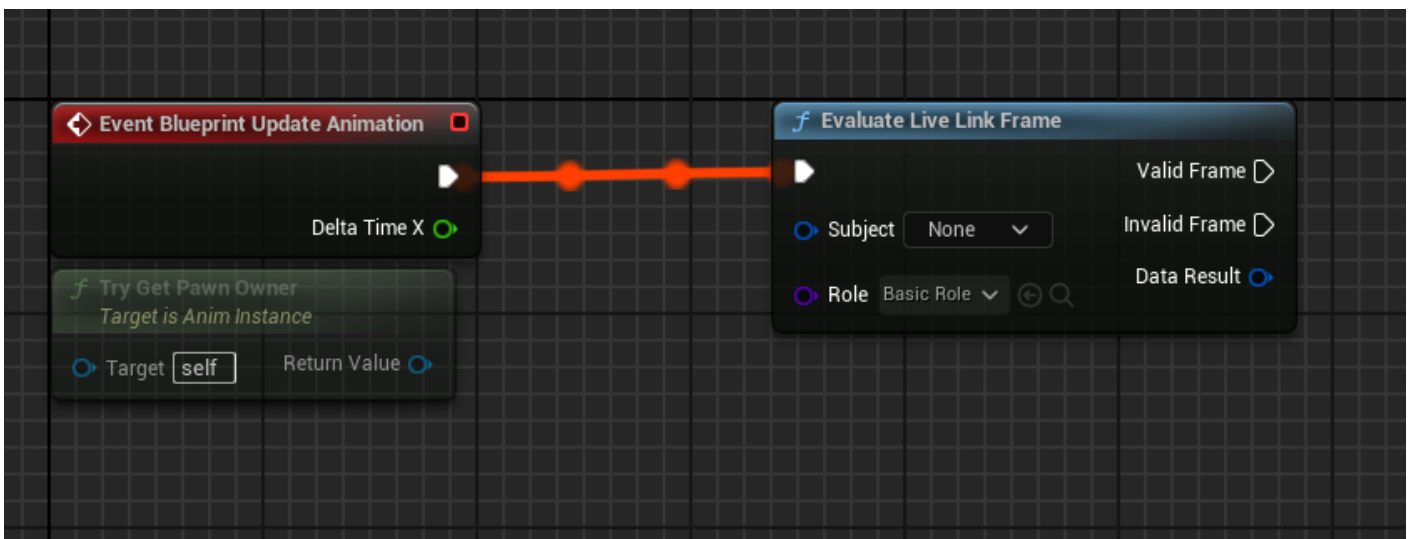 Event Blueprint Update Animation
Delta Time X
Try Get Pawn Owner
Target is Anim Instance
Target self
Return Value
f Evaluate Live Link Frame
Valid Frame
Subject None
Invalid Frame
Role Basic Role
Data Result